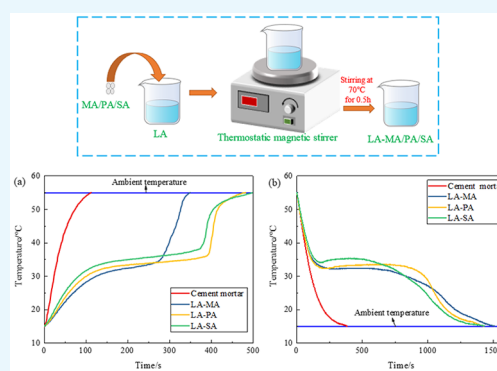 MA/PA/SA
LA
Thermostatic magnetic stirrer
Stirring at
70℃
for 0.5h
LA-MA/PA/SA
(a)
Ambient temperature
Temperature/℃
60
50
40
30
20
10
0
100
200
300
400
500
Time/s
Cement mortar
LA-MA
LA-PA
LA-SA
(b)
Cement morta
LA-MA
LA-PA
LA-SA
Ambient temperature
Temperature/℃
60
50
40
30
20
10
0
500
1000
1500
Time/s